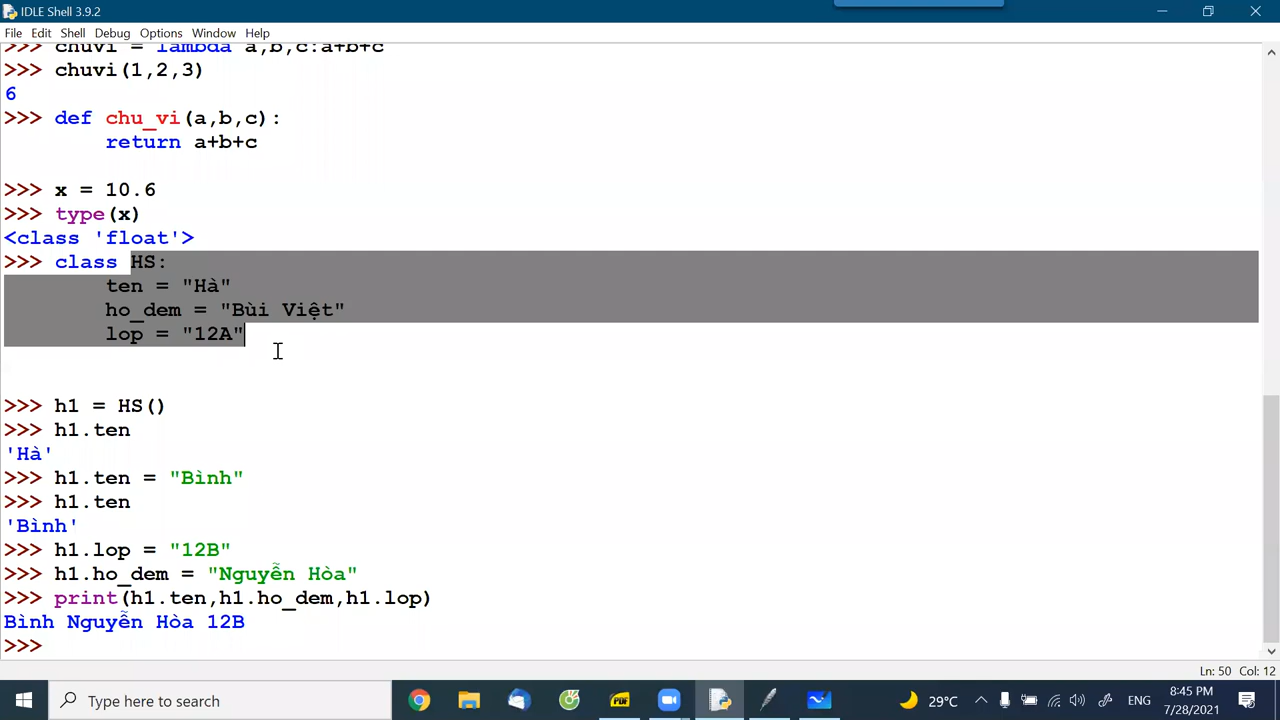 IDLE Shell 3.9.2
File Edit Shell Debug Options Window Help
>>> chuvi = lambda a,b,c:a+b+c
>>> chuvi(1,2,3)
6
>>> def chu_vi(a,b,c):
return a+b+c
>>> x = 10.6
>>> type(x)
<class 'float'>
>>> class HS:
ten = "Hà"
ho_dem = "Bùi Việt"
lop = "12A"
>>> h1 = HS()
>>> h1.ten
'Hà'
>>> h1.ten = "Bình"
>>> h1.ten
'Bình'
>>> h1.lop = "12B"
>>> h1.ho_dem = "Nguyễn Hòa"
>>> print(h1.ten,h1.ho_dem,h1.lop)
Bình Nguyễn Hòa 12B
>>>
Ln: 50 Col: 12
Type here to search
PDF
29°C
ENG
8:45 PM
7/28/2021